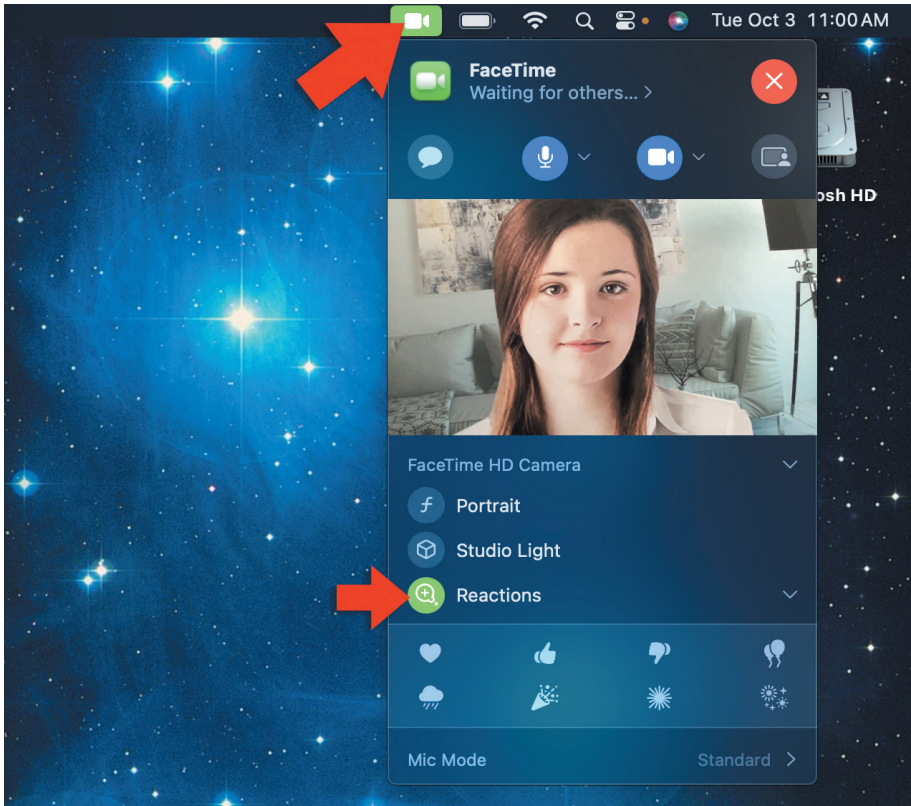 Tue Oct 3 11:00 AM
FaceTime
Waiting for others... >
osh HD
FaceTime HD Camera
Portrait
Studio Light
Reactions
Mic Mode Standard >